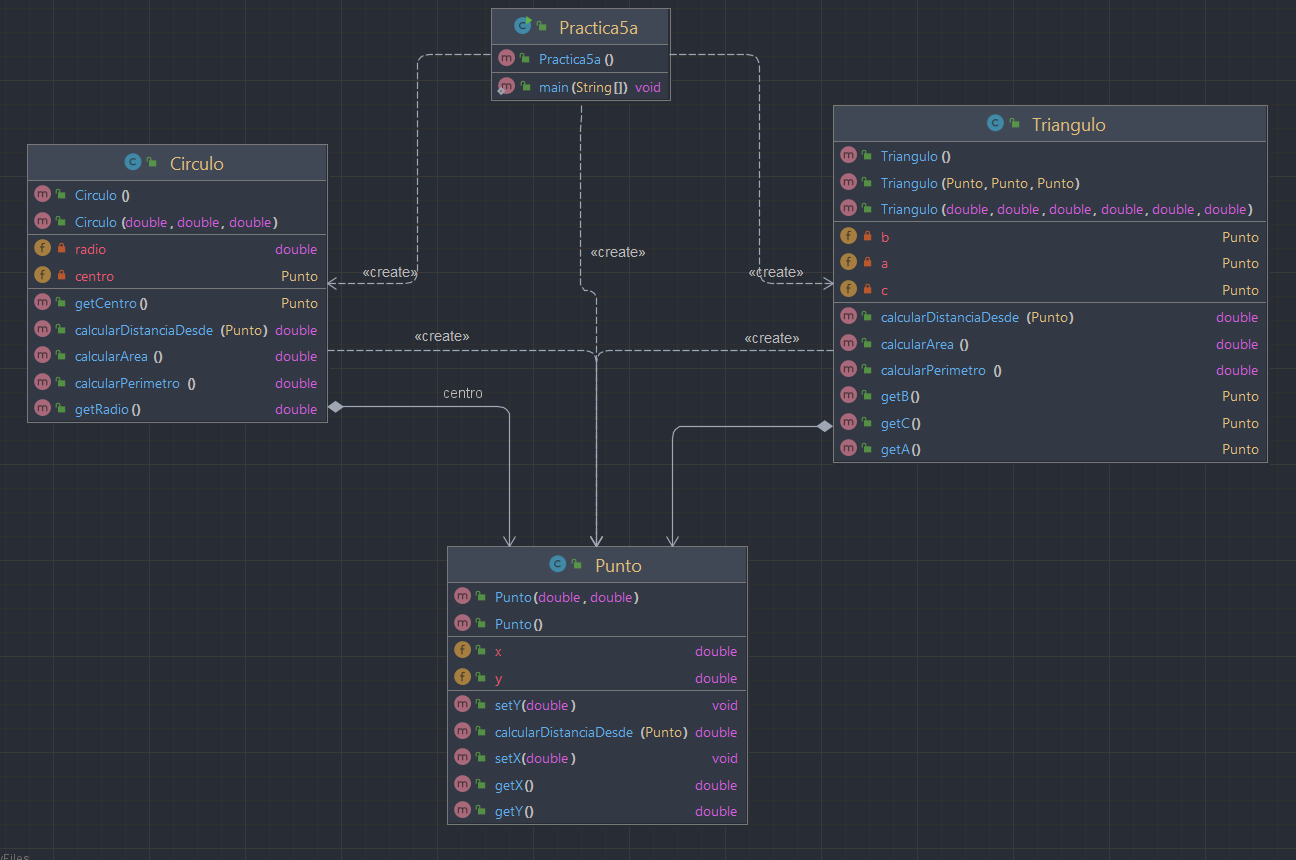 Practica5a
Practica5a()
main(String[]) void
Circulo
Circulo()
Circulo(double, double, double)
radio double
centro Punto
getCentro() Punto
calcularDistanciaDesde(Punto) double
calcularArea() double
calcularPerimetro() double
getRadio() double
Triangulo
Triangulo()
Triangulo(Punto, Punto, Punto)
Triangulo(double, double, double, double, double, double)
b Punto
a Punto
c Punto
calcularDistanciaDesde(Punto) double
calcularArea() double
calcularPerimetro() double
getB() Punto
getC() Punto
getA() Punto
«create»
«create»
«create»
«create»
«create»
centro
Punto
Punto(double, double)
Punto()
x double
y double
setY(double) void
calcularDistanciaDesde(Punto) double
setX(double) void
getX() double
getY() double